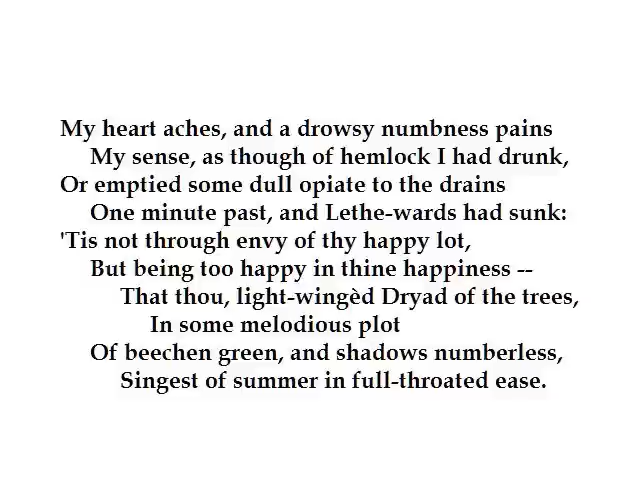 My heart aches, and a drowsy numbness pains
My sense, as though of hemlock I had drunk,
Or emptied some dull opiate to the drains
One minute past, and Lethe-wards had sunk:
'Tis not through envy of thy happy lot,
But being too happy in thine happiness --
That thou, light-wingèd Dryad of the trees,
In some melodious plot
Of beechen green, and shadows numberless,
Singest of summer in full-throated ease.